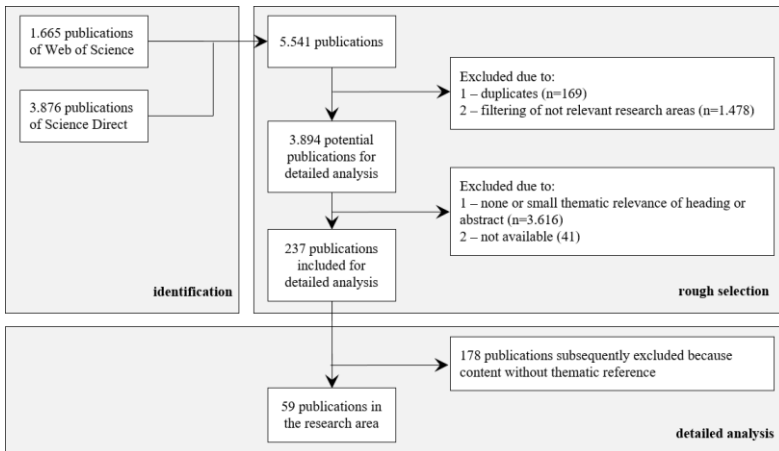 1.665 publications
of Web of Science
3.876 publications
of Science Direct
identification
5.541 publications
Excluded due to:
1 – duplicates (n=169)
2 – filtering of not relevant research areas (n=1.478)
3.894 potential
publications for
detailed analysis
Excluded due to:
1 – none or small thematic relevance of heading or
abstract (n=3.616)
2 – not available (41)
237 publications
included for
detailed analysis
rough selection
178 publications subsequently excluded because
content without thematic reference
59 publications in
the research area
detailed analysis